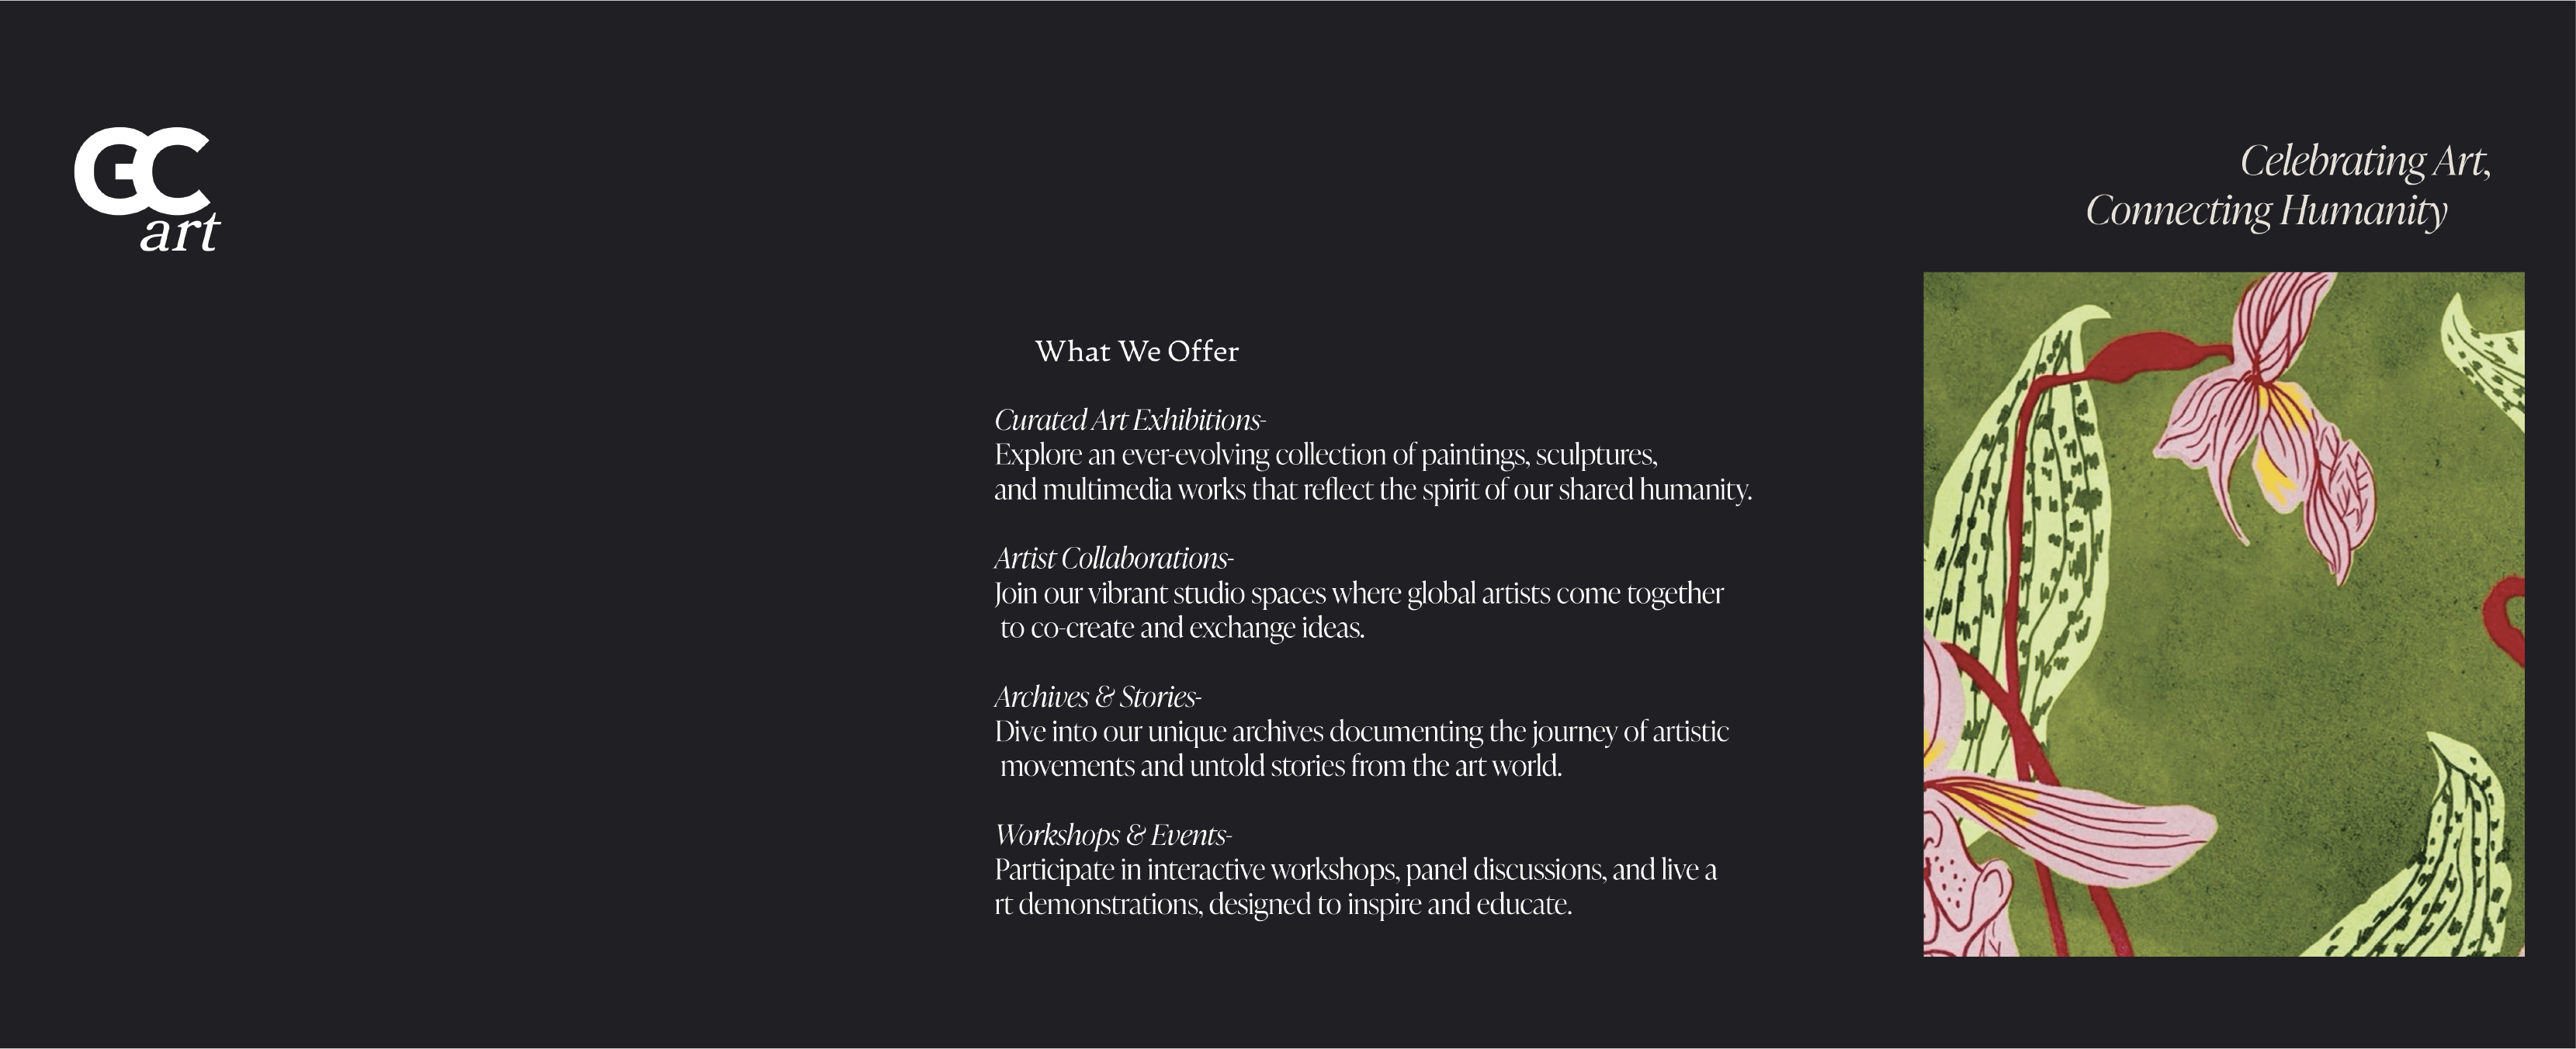 GC
art
Celebrating Art,
Connecting Humanity
What We Offer
Curated Art Exhibitions-
Explore an ever-evolving collection of paintings, sculptures,
and multimedia works that reflect the spirit of our shared humanity.
Artist Collaborations-
Join our vibrant studio spaces where global artists come together
to co-create and exchange ideas.
Archives & Stories-
Dive into our unique archives documenting the journey of artistic
movements and untold stories from the art world.
Workshops & Events-
Participate in interactive workshops, panel discussions, and live a
rt demonstrations, designed to inspire and educate.